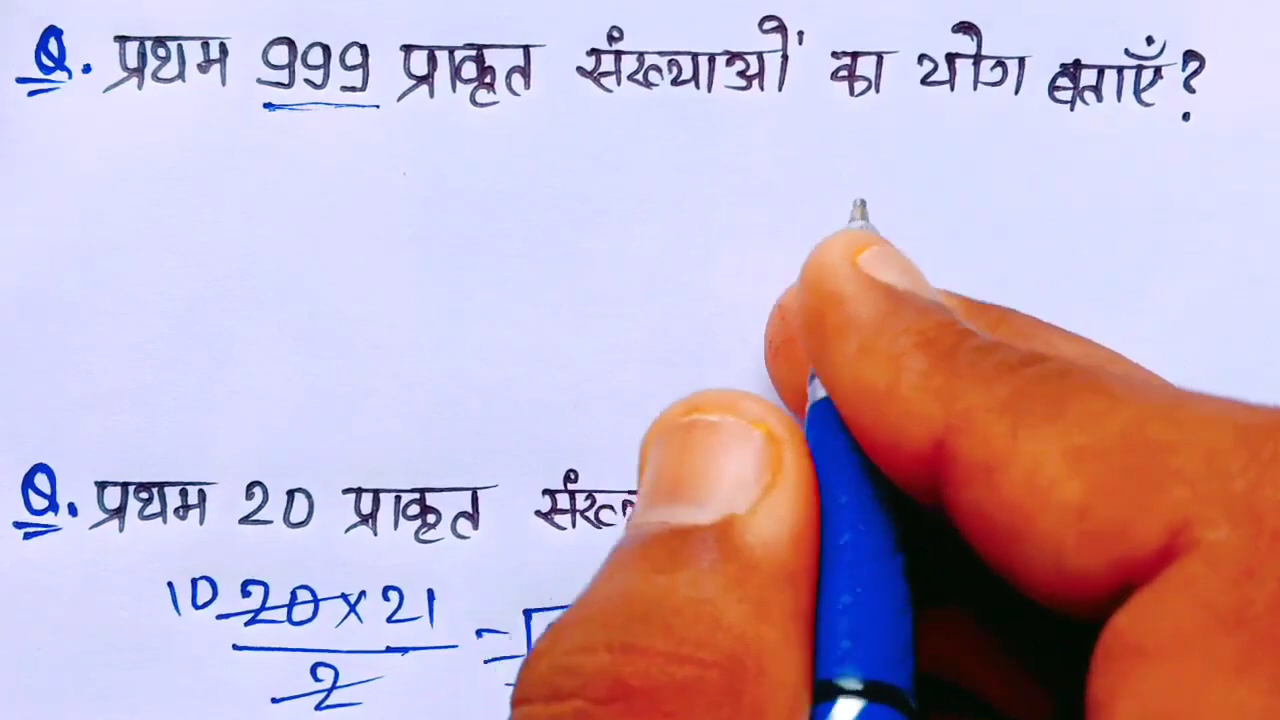 Q. प्रथम 999 प्राकृत संख्याओं का योग बताएँ?
Q. प्रथम 20 प्राकृत
10 20 × 21
=
2